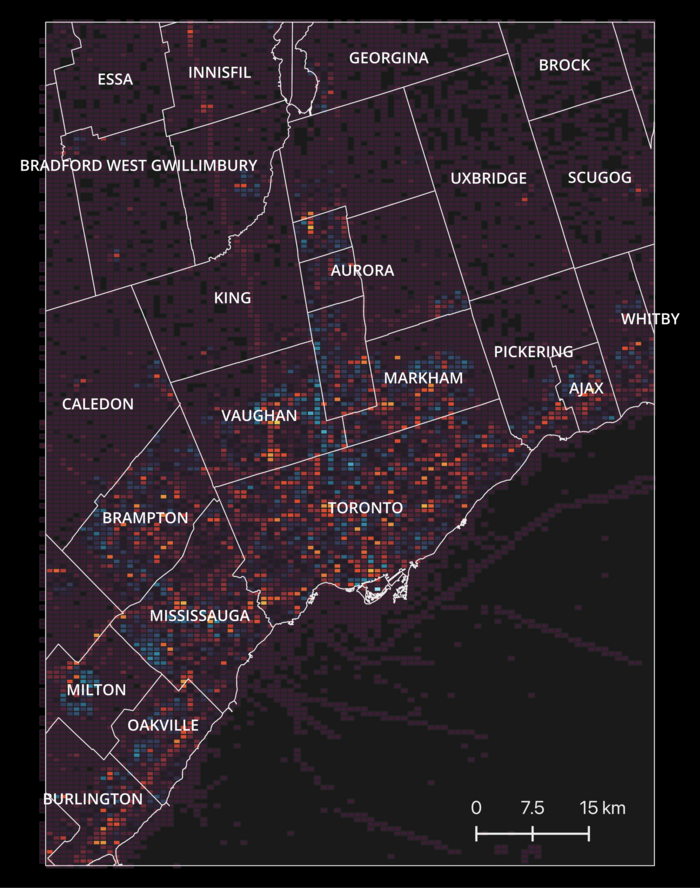 GEORGINA
BROCK
ESSA
INNISFIL
BRADFORD WEST GWILLIMBURY
UXBRIDGE
SCUGOG
AURORA
KING
WHITBY
PICKERING
MARKHAM
AJAX
CALEDON
VAUGHAN
TORONTO
BRAMPTON
MISSISSAUGA
MILTON
OAKVILLE
BURLINGTON
0 7.5 15 km